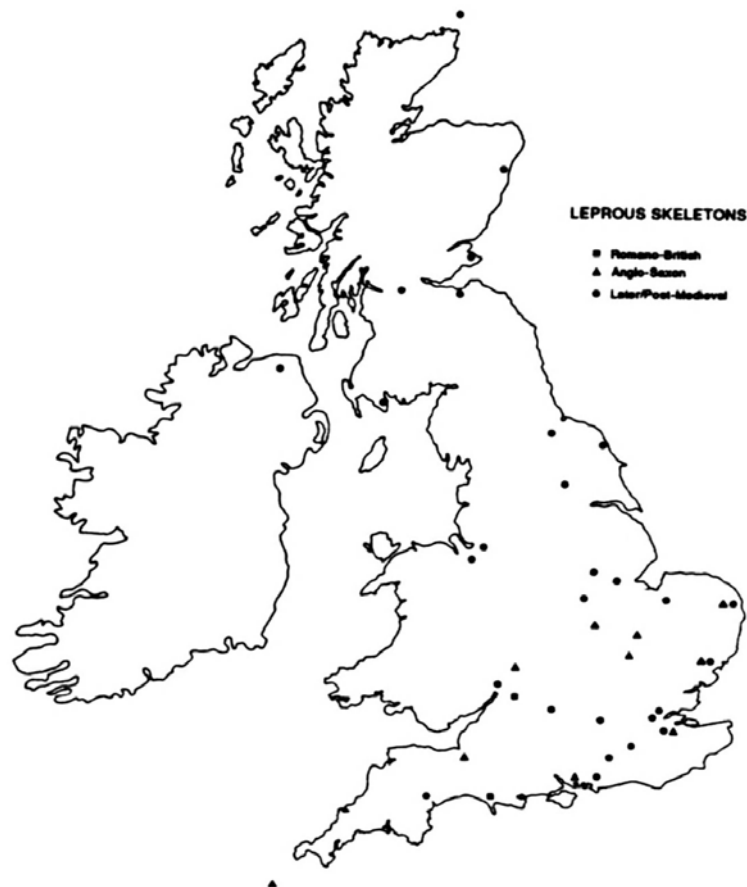 LEPROUS SKELETONS
Romano-British
Anglo-Saxon
Later/Post-Medieval